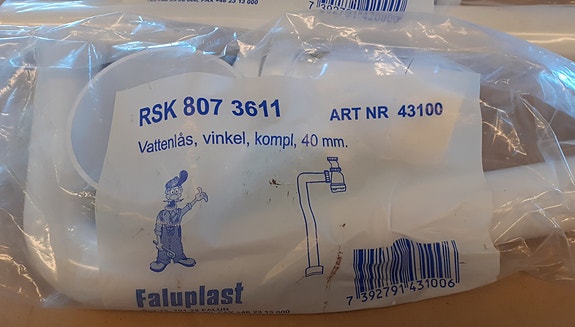 RSK 807 3611
ART NR 43100
Vattenlås, vinkel, kompl, 40 mm.
Faluplast
7 392791 431006